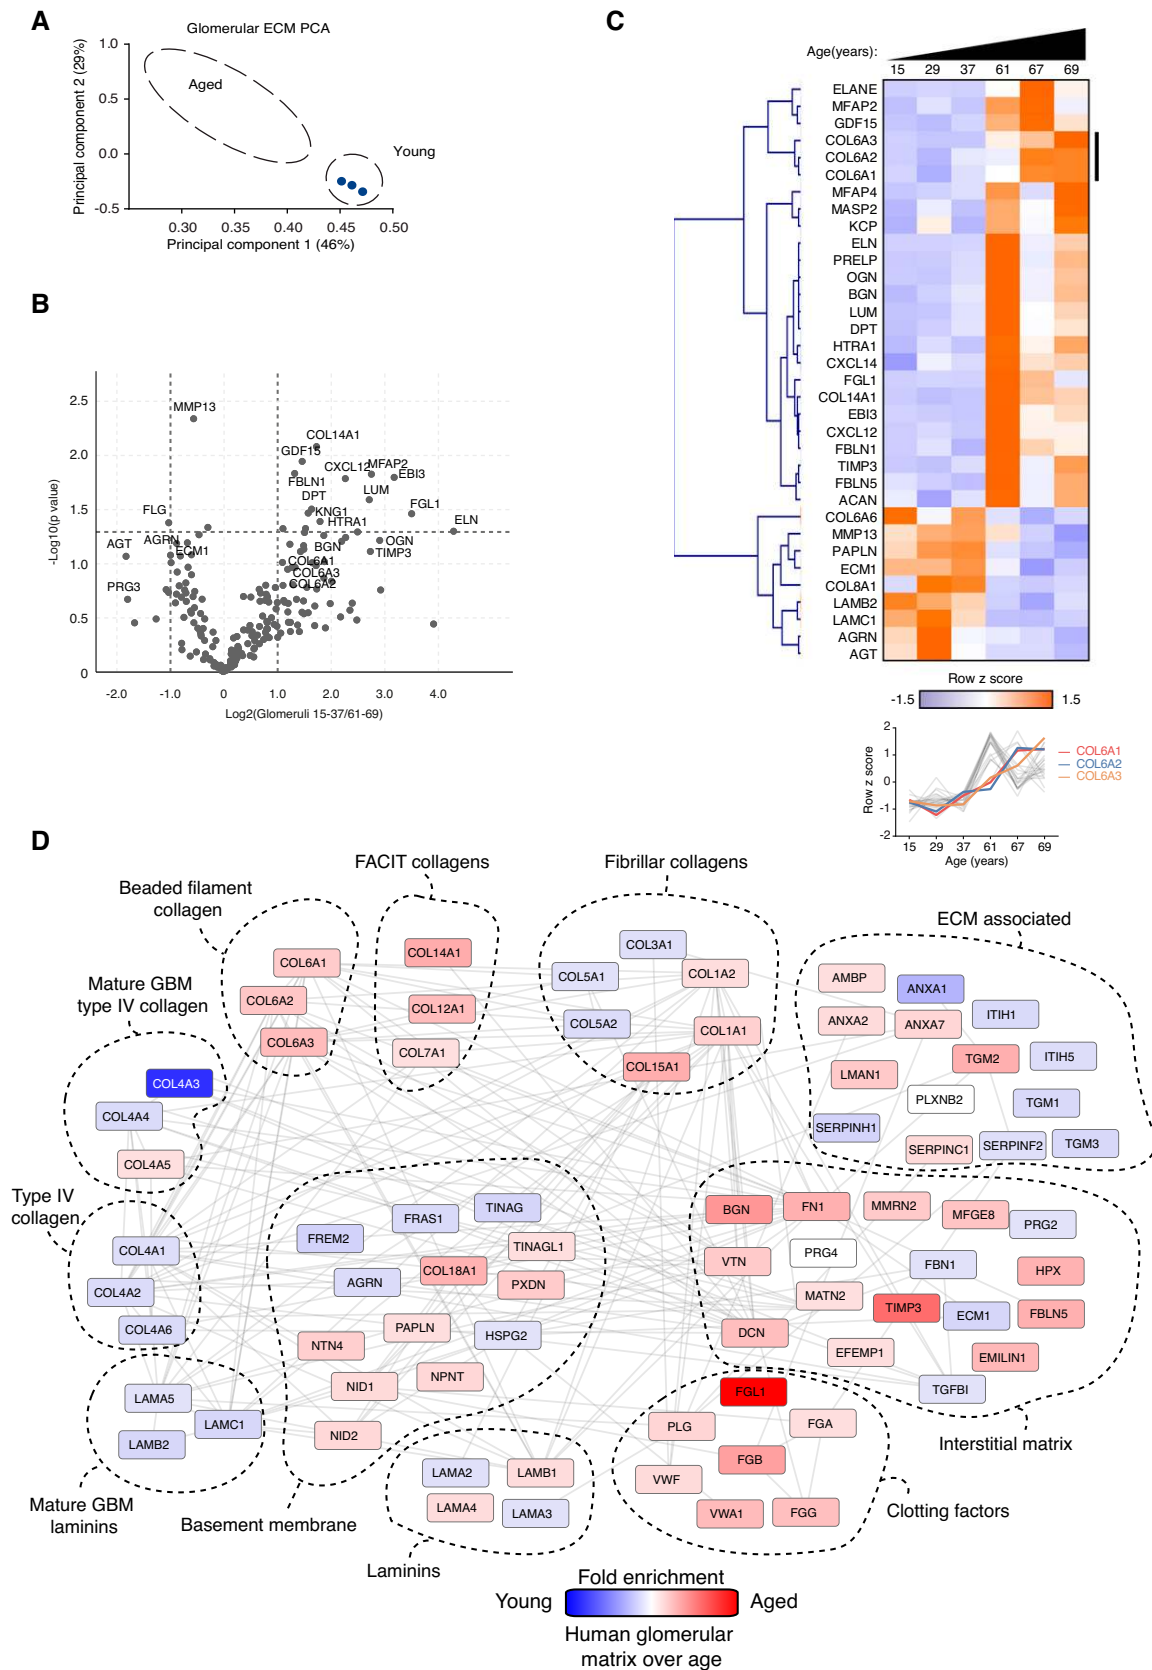 A
Glomerular ECM PCA
Principal component 2 (29%)
1.0
0.5
0.0
-0.5
Aged
Young
0.30
0.35
0.40
0.45
0.50
Principal component 1 (46%)
B
-Log10(p value)
2.5
2.0
1.5
1.0
0.5
0
MMP13
COL14A1
GDF15
CXCL12
MFAP2
EBI3
FBLN1
LUM
DPT
FGL1
KNG1
HTRA1
ELN
FLG
AGRN
OGN
AGT
ECM1
BGN
TIMP3
COL6A1
COL6A3
COL6A2
PRG3
-2.0
-1.0
0
1.0
2.0
3.0
4.0
Log2(Glomeruli 15-37/61-69)
C
Age(years):
15 29 37 61 67 69
ELANE
MFAP2
GDF15
COL6A3
COL6A2
COL6A1
MFAP4
MASP2
KCP
ELN
PRELP
OGN
BGN
LUM
DPT
HTRA1
CXCL14
FGL1
COL14A1
EBI3
CXCL12
FBLN1
TIMP3
FBLN5
ACAN
COL6A6
MMP13
PAPLN
ECM1
COL8A1
LAMB2
LAMC1
AGRN
AGT
Row z score
-1.5
1.5
Row z score
2
1
0
-1
-2
COL6A1
COL6A2
COL6A3
15 29 37 61 67 69
Age (years)
D
FACIT collagens
Fibrillar collagens
Beaded filament
collagen
ECM associated
Mature GBM
type IV collagen
COL6A1
COL6A2
COL6A3
COL14A1
COL12A1
COL7A1
COL3A1
COL5A1
COL1A2
COL5A2
COL1A1
COL15A1
AMBP
ANXA1
ITIH1
ANXA2
ANXA7
ITIH5
TGM2
LMAN1
PLXNB2
TGM1
SERPINH1
SERPINC1
SERPINF2
TGM3
COL4A3
COL4A4
COL4A5
Type IV
collagen
COL4A1
COL4A2
COL4A6
TINAG
FRAS1
FREM2
TINAGL1
COL18A1
AGRN
PXDN
PAPLN
HSPG2
NTN4
NPNT
NID1
NID2
BGN
FN1
MMRN2
MFGE8
PRG2
VTN
PRG4
FBN1
HPX
MATN2
TIMP3
ECM1
FBLN5
DCN
EFEMP1
EMILIN1
TGFBI
LAMA5
LAMC1
LAMB2
LAMA2
LAMB1
LAMA4
LAMA3
FGL1
PLG
FGA
FGB
VWF
VWA1
FGG
Interstitial matrix
Mature GBM
laminins
Basement membrane
Laminins
Clotting factors
Fold enrichment
Young
Aged
Human glomerular
matrix over age